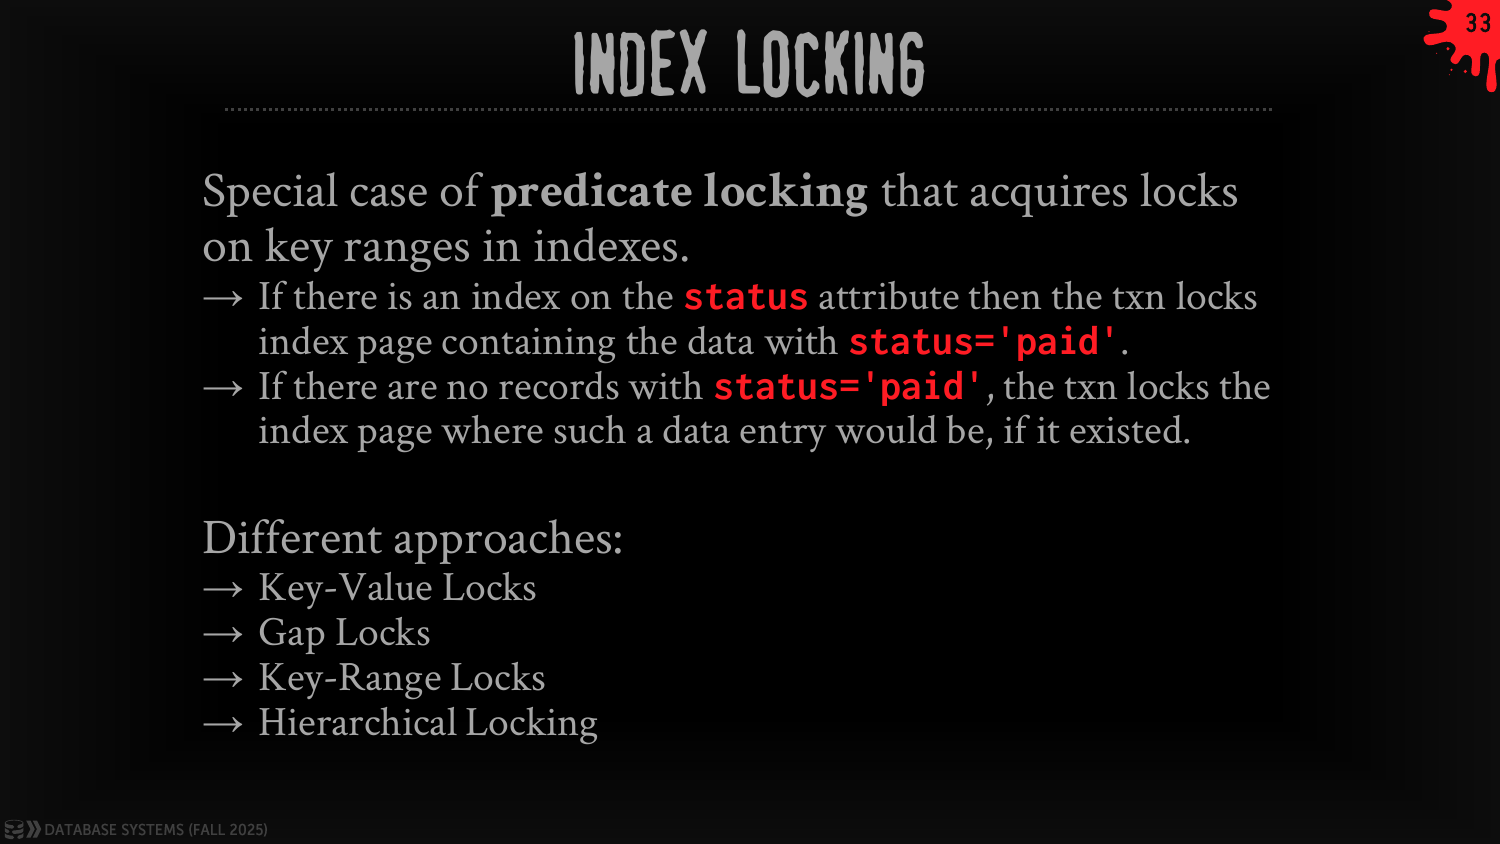 33
INDEX LOCKING
Special case of predicate locking that acquires locks
on key ranges in indexes.
→ If there is an index on the status attribute then the txn locks
index page containing the data with status='paid'.
→ If there are no records with status='paid', the txn locks the
index page where such a data entry would be, if it existed.
Different approaches:
→ Key-Value Locks
→ Gap Locks
→ Key-Range Locks
→ Hierarchical Locking
DATABASE SYSTEMS (FALL 2025)